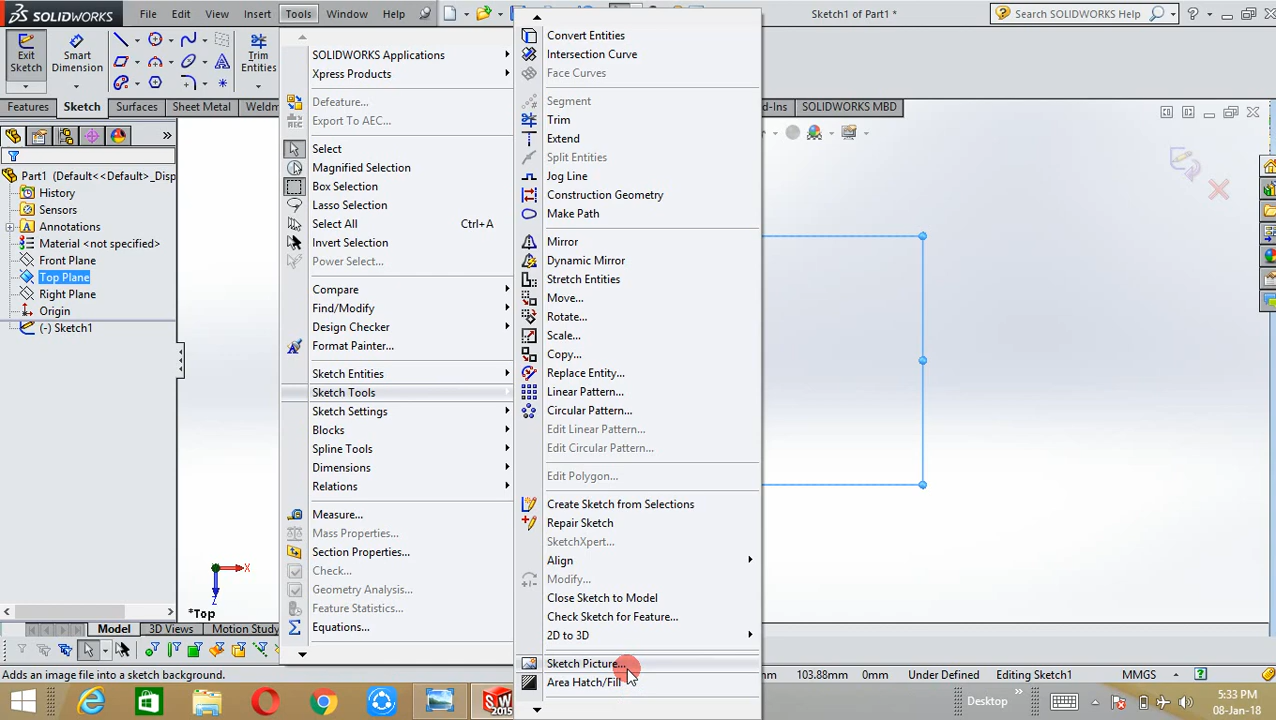 SOLIDWORKS File Edit View Insert Tools Window Help Sketch1 of Part1 * Search SOLIDWORKS Help
Exit Sketch
Smart Dimension
Trim Entities
Features Sketch Surfaces Sheet Metal SOLIDWORKS MBD
Part1 (Default<<Default>_Disp
History
Sensors
Annotations
Material <not specified>
Front Plane
Top Plane
Right Plane
Origin
(-) Sketch1
SOLIDWORKS Applications
Xpress Products
Defeature...
Export To AEC...
Select
Magnified Selection
Box Selection
Lasso Selection
Select All Ctrl+A
Invert Selection
Power Select...
Compare
Find/Modify
Design Checker
Format Painter...
Sketch Entities
Sketch Tools
Sketch Settings
Blocks
Spline Tools
Dimensions
Relations
Measure...
Mass Properties...
Section Properties...
Check...
Geometry Analysis...
Feature Statistics...
Equations...
Convert Entities
Intersection Curve
Face Curves
Segment
Trim
Extend
Split Entities
Jog Line
Construction Geometry
Make Path
Mirror
Dynamic Mirror
Stretch Entities
Move...
Rotate...
Scale...
Copy...
Replace Entity...
Linear Pattern...
Circular Pattern...
Edit Linear Pattern...
Edit Circular Pattern...
Edit Polygon...
Create Sketch from Selections
Repair Sketch
SketchXpert...
Align
Modify...
Close Sketch to Model
Check Sketch for Feature...
2D to 3D
Sketch Picture...
Area Hatch/Fill
X
Z
*Top
Model 3D Views Motion Study
Adds an image file into a sketch background. 103.88mm 0mm Under Defined Editing Sketch1 MMGS
2015 Desktop 5:33 PM
08-Jan-18